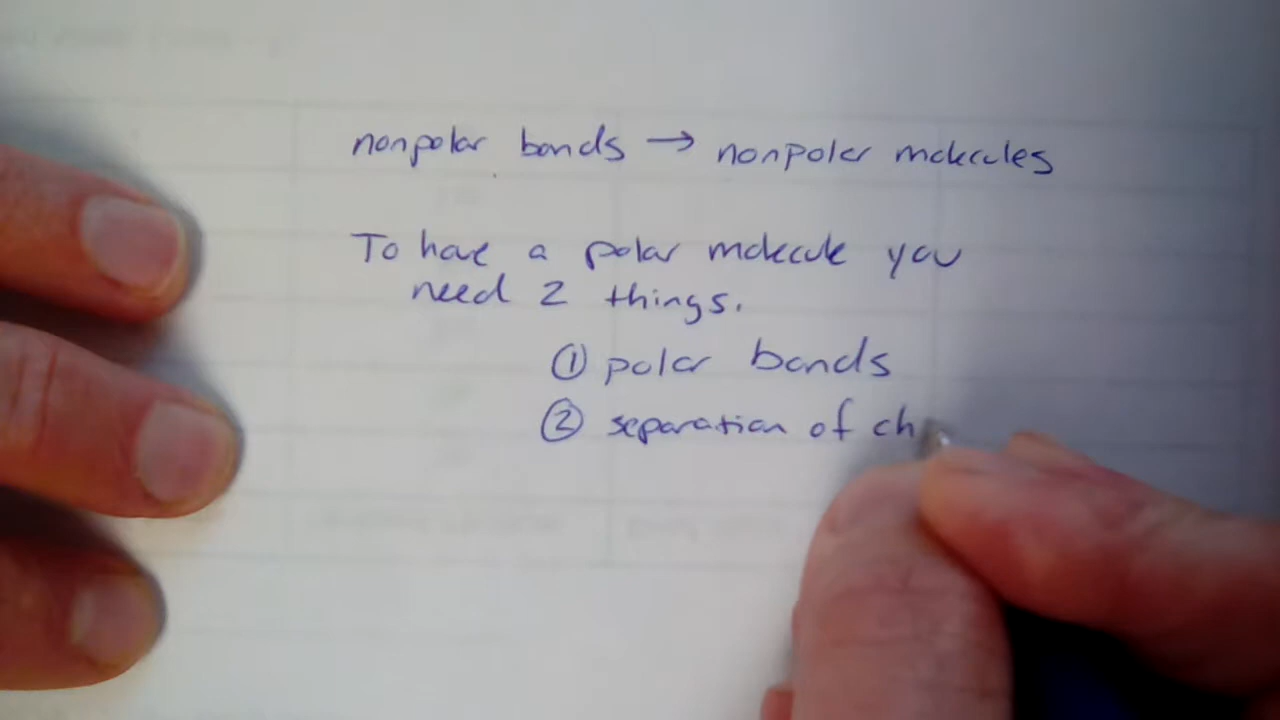 nonpolar bonds → nonpolar molecules
To have a polar molecule you
need 2 things.
① polar bonds
② separation of ch